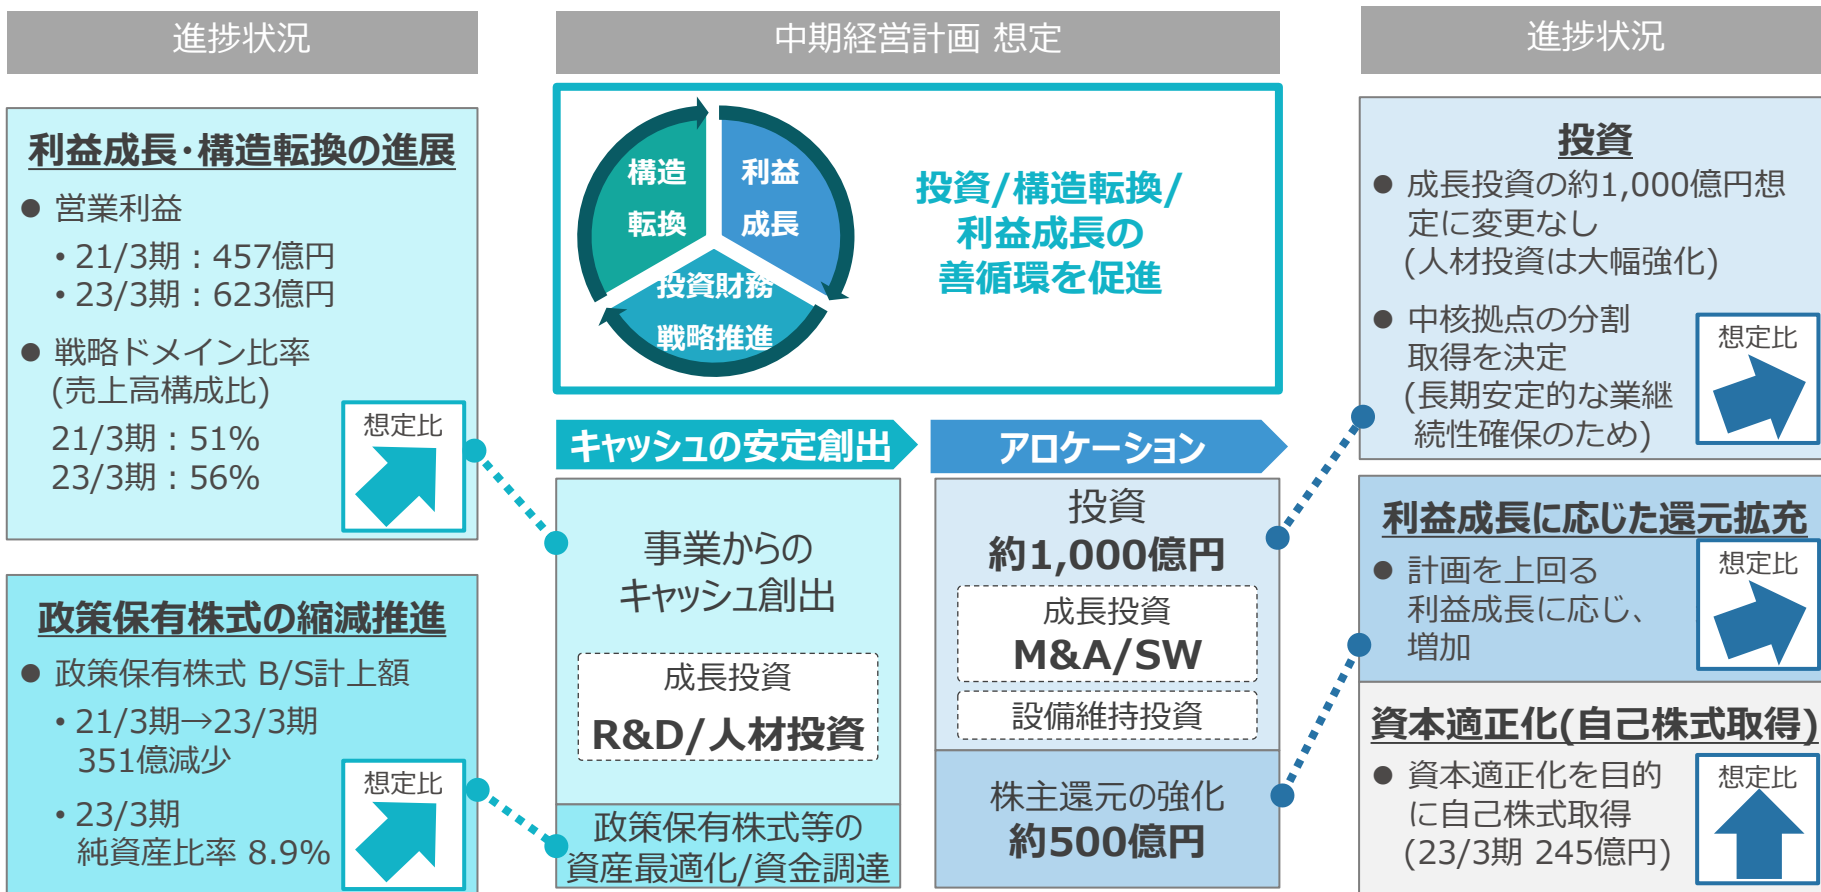 進捗状況
利益成長・構造転換の進展
● 営業利益
・21/3期：457億円
・23/3期：623億円
● 戦略ドメイン比率
(売上高構成比)
21/3期：51%
23/3期：56%
想定比
政策保有株式の縮減推進
● 政策保有株式 B/S計上額
・21/3期→23/3期
351億減少
・23/3期
純資産比率 8.9%
想定比
中期経営計画 想定
構造
転換
利益
成長
投資財務
戦略推進
投資/構造転換/
利益成長の
善循環を促進
キャッシュの安定創出
事業からの
キャッシュ創出
成長投資
R&D/人材投資
政策保有株式等の
資産最適化/資金調達
アロケーション
投資
約1,000億円
成長投資
M&A/SW
設備維持投資
株主還元の強化
約500億円
進捗状況
投資
● 成長投資の約1,000億円想
定に変更なし
(人材投資は大幅強化)
● 中核拠点の分割
取得を決定
(長期安定的な業継
続性確保のため)
想定比
利益成長に応じた還元拡充
● 計画を上回る
利益成長に応じ、
増加
想定比
資本適正化(自己株式取得)
● 資本適正化を目的
に自己株式取得
(23/3期 245億円)
想定比